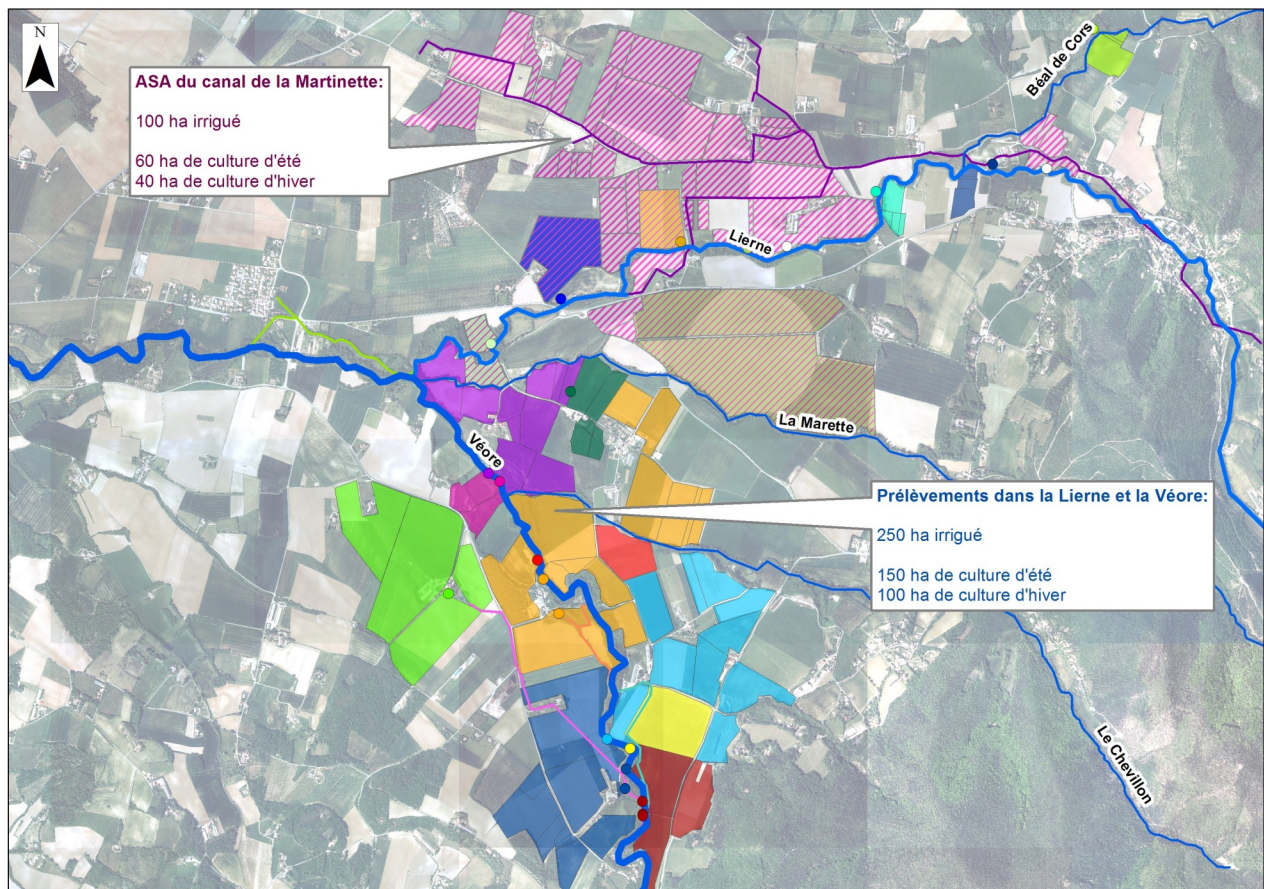 N
Béal de Cors
ASA du canal de la Martinette:
100 ha irrigué
60 ha de culture d'été
40 ha de culture d'hiver
Lierne
La Marette
Véore
Prélèvements dans la Lierne et la Véore:
250 ha irrigué
150 ha de culture d'été
100 ha de culture d'hiver
Le Chevillon